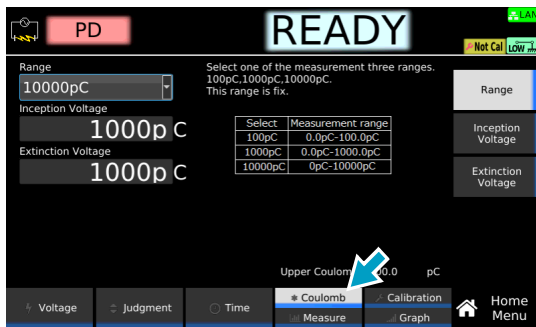 PD
READY
LAN
Not Cal
LOW
Range
10000pC
Inception Voltage
1000p C
Extinction Voltage
1000p C
Select one of the measurement three ranges.
100pC,1000pC,10000pC.
This range is fix.
Select Measurement range
100pC 0.0pC-100.0pC
1000pC 0.0pC-1000.0pC
10000pC 0pC-10000pC
Range
Inception
Voltage
Extinction
Voltage
Upper Coulom 00.0 pC
Voltage
Judgment
Time
Coulomb
Measure
Calibration
Graph
Home
Menu